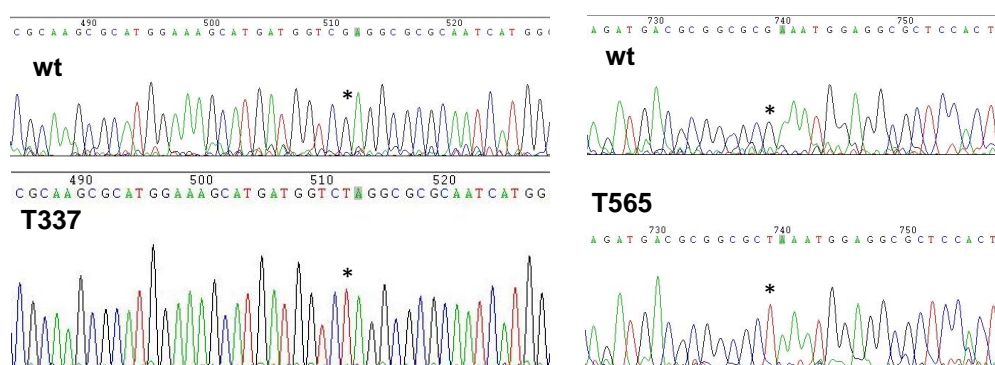 490 500 510 520
C G C A A G C G C A T G G A A A G C A T G A T G G T C G A G G C G C G C A A T C A T G G
wt
*
490 500 510 520
C G C A A G C G C A T G G A A A G C A T G A T G G T C T A G G C G C G C A A T C A T G G
T337
*
730 740 750
A G A T G A C G C G G C G C G A A A T G G A G G C G C T C C A C T
wt
*
T565
730 740 750
A G A T G A C G C G G C G C T A A A T G G A G G C G C T C C A C T
*